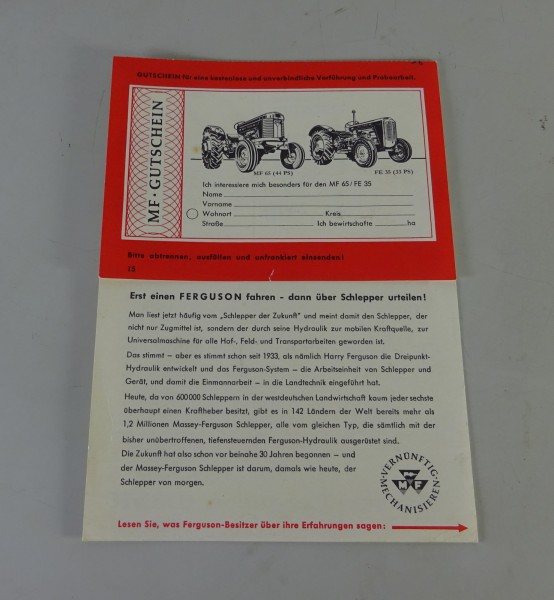 GUTSCHEIN für eine kostenlose und unverbindliche Vorführung und Probearbeit.
MF · GUTSCHEIN
MF 65 (44 PS)
FE 35 (35 PS)
Ich interessiere mich besonders für den MF 65/FE 35
Name
Vorname
Wohnort Kreis
Straße Ich bewirtschafte ha
Bitte abtrennen, ausfüllen und unfrankiert einsenden!
15
Erst einen FERGUSON fahren – dann über Schlepper urteilen!
Man liest jetzt häufig vom „Schlepper der Zukunft" und meint damit den Schlepper, der
nicht nur Zugmittel ist, sondern der durch seine Hydraulik zur mobilen Kraftquelle, zur
Universalmaschine für alle Hof-, Feld- und Transportarbeiten geworden ist.
Das stimmt – aber es stimmt schon seit 1933, als nämlich Harry Ferguson die Dreipunkt-
Hydraulik entwickelt und das Ferguson-System – die Arbeitseinheit von Schlepper und
Gerät, und damit die Einmannarbeit – in die Landtechnik eingeführt hat.
Heute, da von 600000 Schleppern in der westdeutschen Landwirtschaft kaum jeder sechste
überhaupt einen Kraftheber besitzt, gibt es in 142 Ländern der Welt bereits mehr als
1,2 Millionen Massey-Ferguson Schlepper, alle vom gleichen Typ, die sämtlich mit der
bisher unübertroffenen, tiefensteuernden Ferguson-Hydraulik ausgerüstet sind.
Die Zukunft hat also schon vor beinahe 30 Jahren begonnen – und
der Massey-Ferguson Schlepper ist darum, damals wie heute, der
Schlepper von morgen.
VERNÜNFTIG
MF
MECHANISIEREN
Lesen Sie, was Ferguson-Besitzer über ihre Erfahrungen sagen: